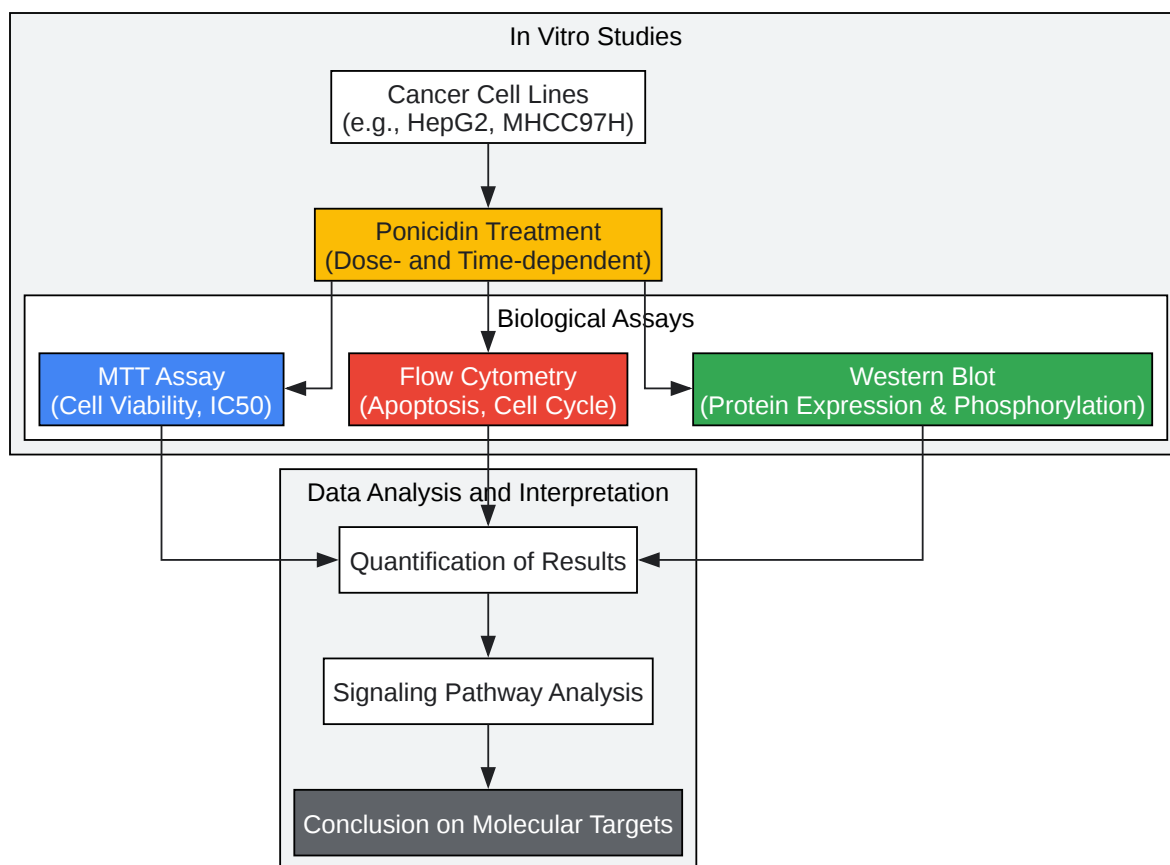 In Vitro Studies
Cancer Cell Lines
(e.g., HepG2, MHCC97H)
Ponicidin Treatment
(Dose- and Time-dependent)
Biological Assays
MTT Assay
(Cell Viability, IC50)
Flow Cytometry
(Apoptosis, Cell Cycle)
Western Blot
(Protein Expression & Phosphorylation)
Data Analysis and Interpretation
Quantification of Results
Signaling Pathway Analysis
Conclusion on Molecular Targets